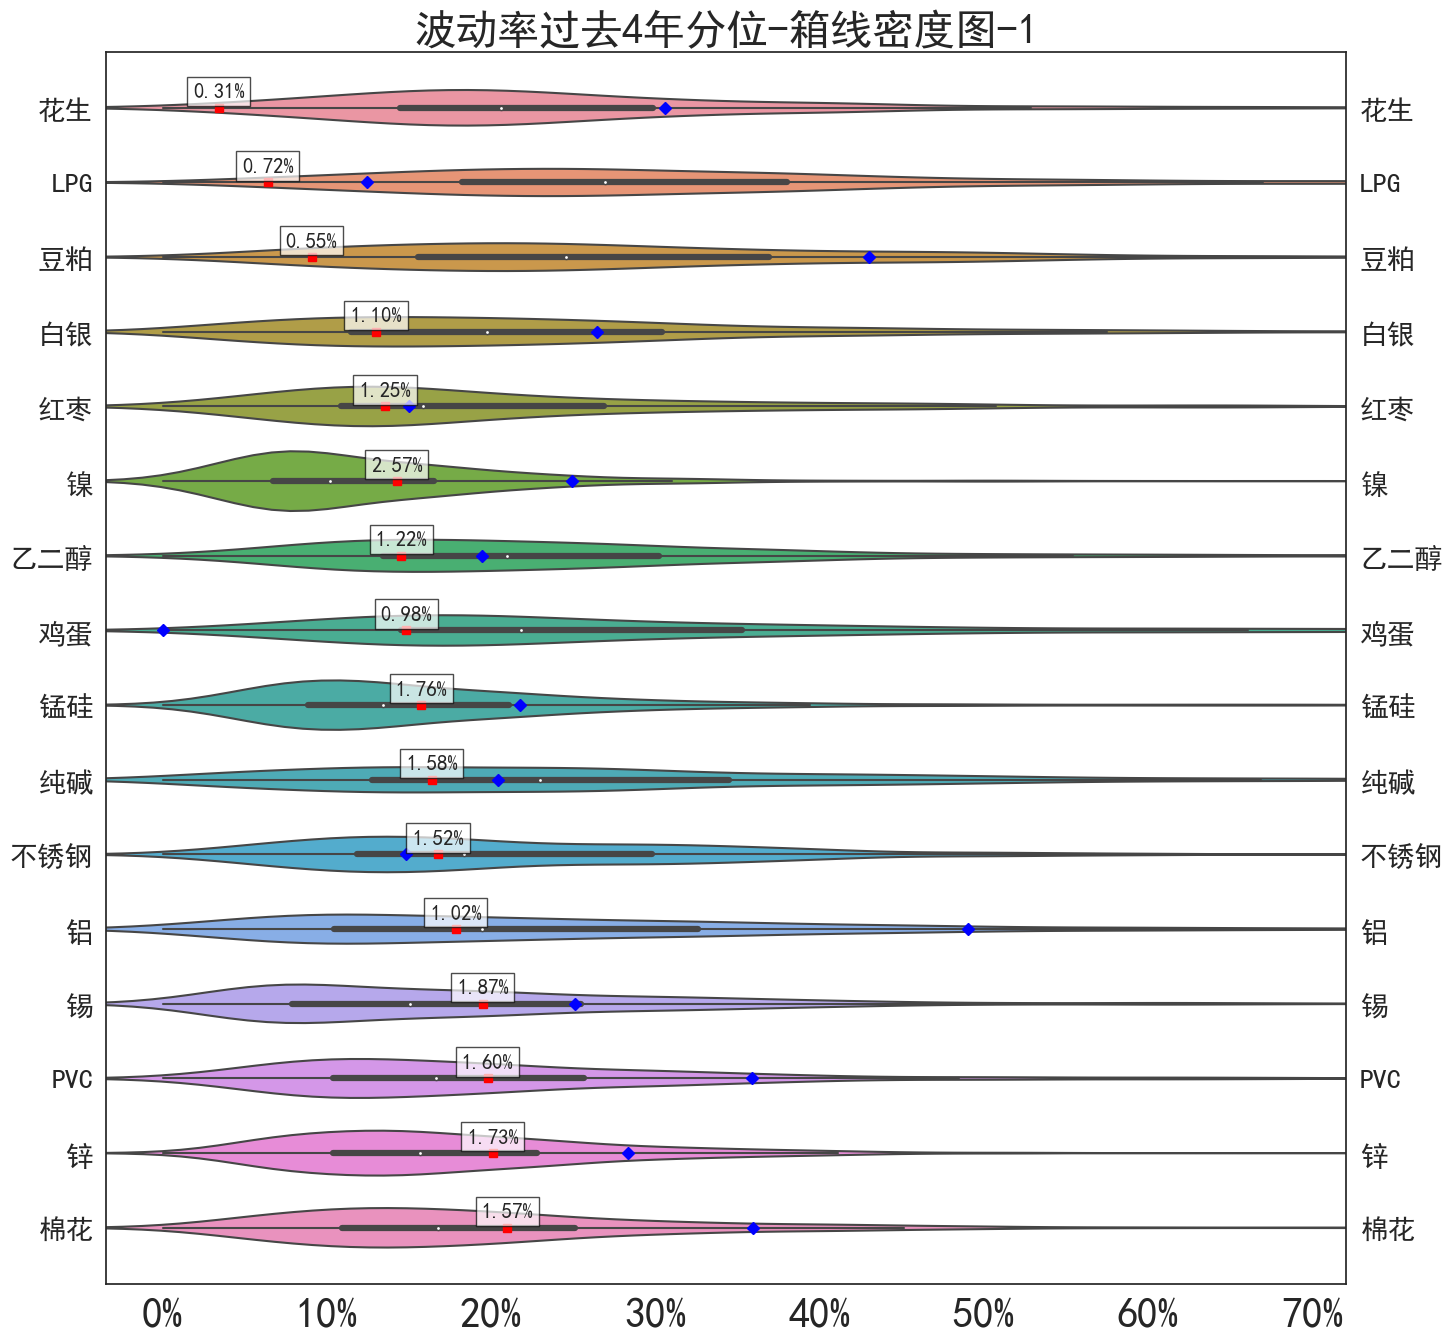 波动率过去4年分位-箱线密度图-1
花生 0.31% 花生
LPG 0.72% LPG
豆粕 0.55% 豆粕
白银 1.10% 白银
红枣 1.25% 红枣
镍 2.57% 镍
乙二醇 1.22% 乙二醇
鸡蛋 0.98% 鸡蛋
锰硅 1.76% 锰硅
纯碱 1.58% 纯碱
不锈钢 1.52% 不锈钢
铝 1.02% 铝
锡 1.87% 锡
PVC 1.60% PVC
锌 1.73% 锌
棉花 1.57% 棉花
0% 10% 20% 30% 40% 50% 60% 70%